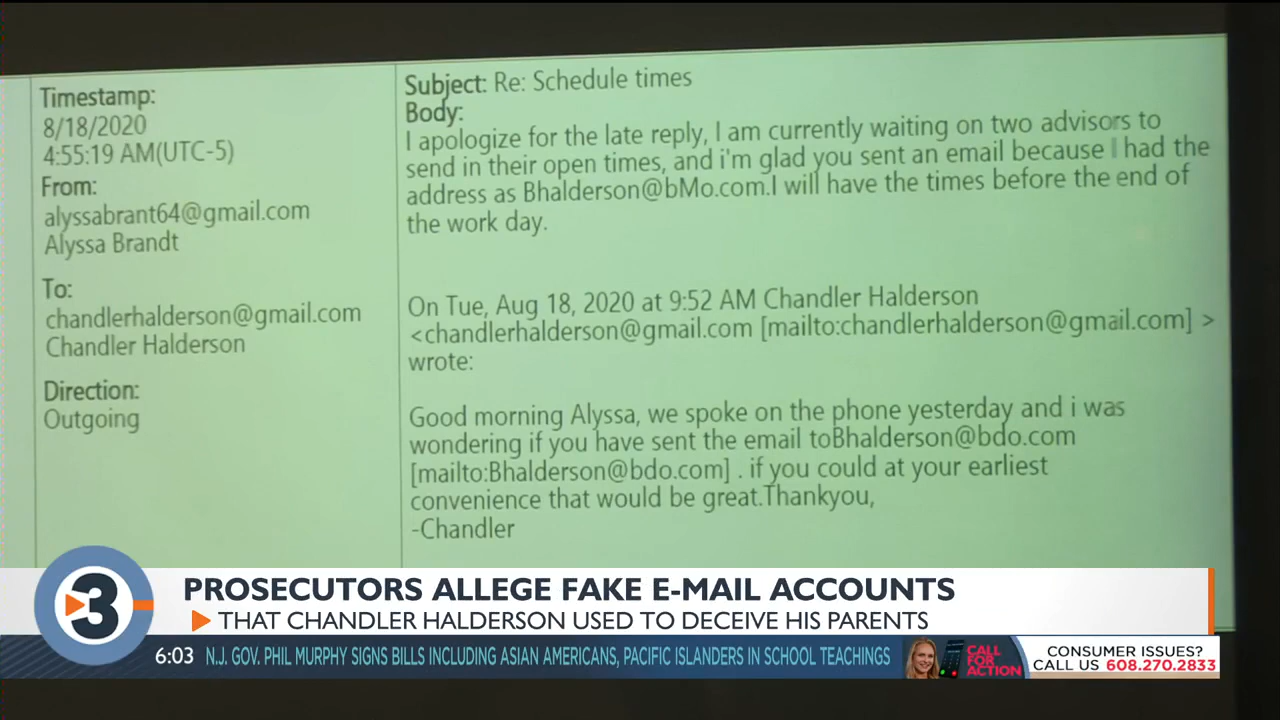 Timestamp:
8/18/2020
4:55:19 AM(UTC-5)
From:
alyssabrant64@gmail.com
Alyssa Brandt
To:
chandlerhalderson@gmail.com
Chandler Halderson
Direction:
Outgoing
Subject: Re: Schedule times
Body:
I apologize for the late reply, I am currently waiting on two advisors to
send in their open times, and i'm glad you sent an email because I had the
address as Bhalderson@bMo.com.I will have the times before the end of
the work day.
On Tue, Aug 18, 2020 at 9:52 AM Chandler Halderson
<chandlerhalderson@gmail.com [mailto:chandlerhalderson@gmail.com] >
wrote:
Good morning Alyssa, we spoke on the phone yesterday and i was
wondering if you have sent the email toBhalderson@bdo.com
[mailto:Bhalderson@bdo.com] . if you could at your earliest
convenience that would be great.Thankyou,
-Chandler
3
PROSECUTORS ALLEGE FAKE E-MAIL ACCOUNTS
THAT CHANDLER HALDERSON USED TO DECEIVE HIS PARENTS
6:03 N.J. GOV. PHIL MURPHY SIGNS BILLS INCLUDING ASIAN AMERICANS, PACIFIC ISLANDERS IN SCHOOL TEACHINGS
CALL
FOR
ACTION
CONSUMER ISSUES?
CALL US 608.270.2833